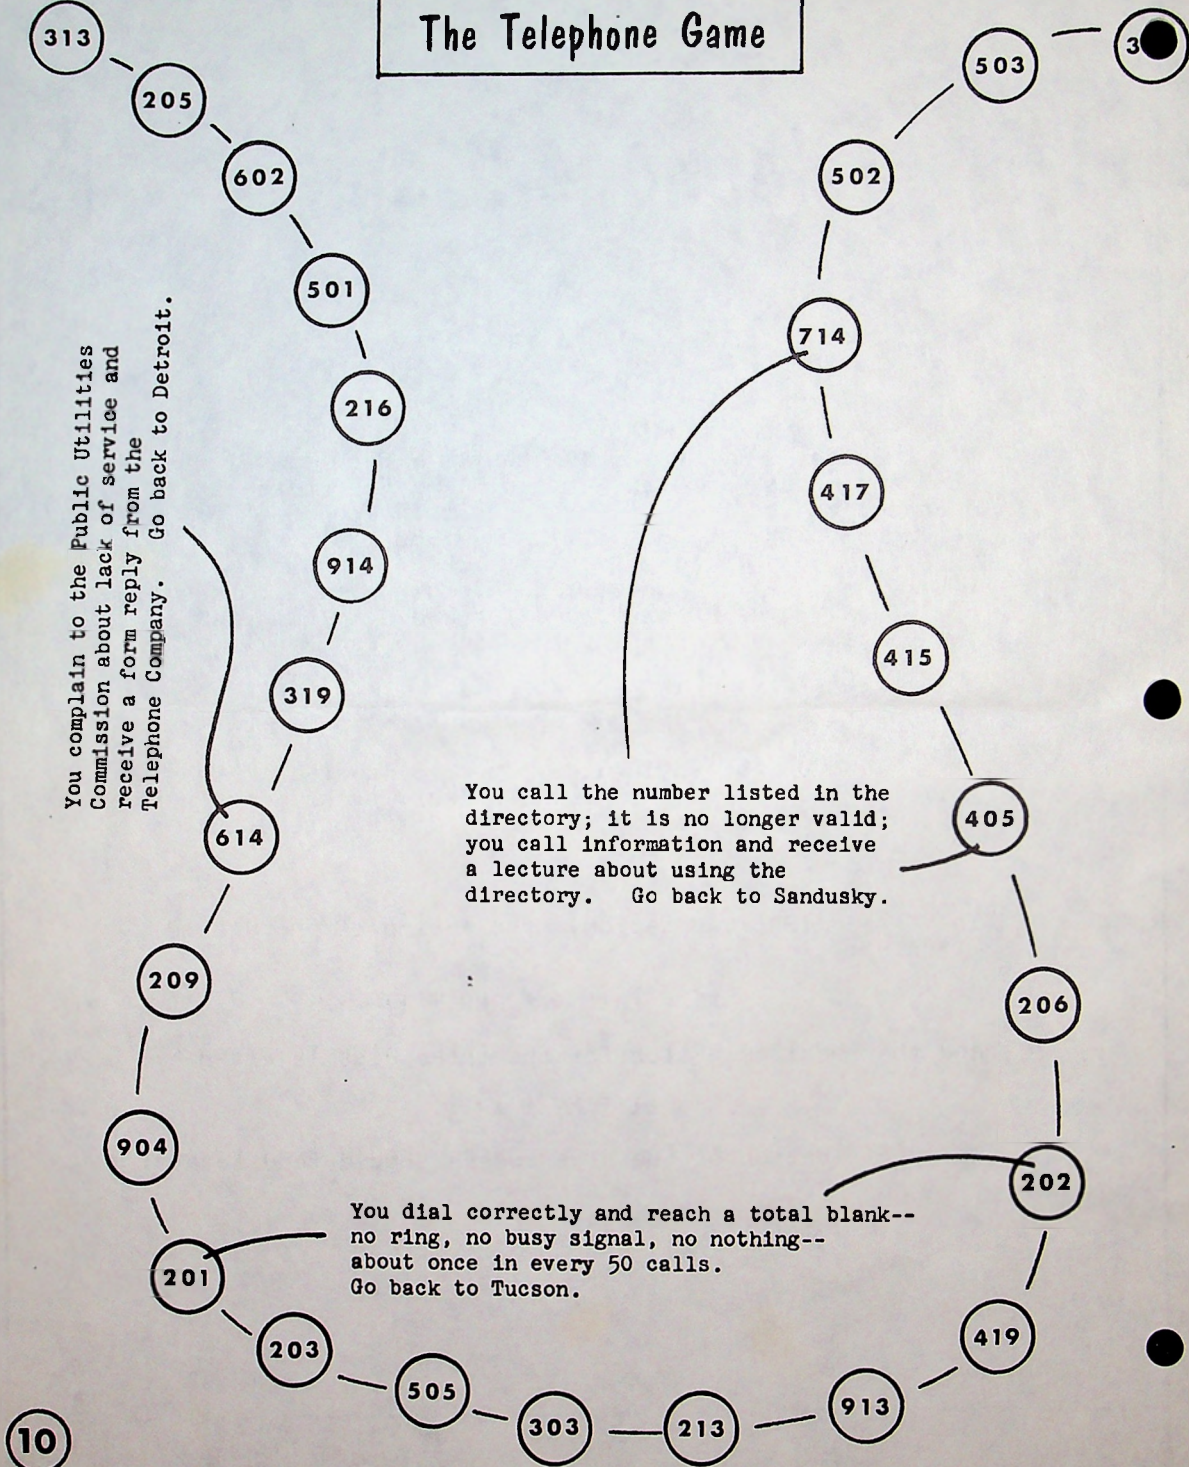 The Telephone Game
313
205
602
501
216
914
319
614
209
904
201
203
505
303
213
913
419
202
206
405
415
417
714
502
503
3
You complain to the Public Utilities
Commission about lack of service and
receive a form reply from the
Telephone Company.   Go back to Detroit.
You call the number listed in the
directory; it is no longer valid;
you call information and receive
a lecture about using the
directory.   Go back to Sandusky.
You dial correctly and reach a total blank--
no ring, no busy signal, no nothing--
about once in every 50 calls.
Go back to Tucson.
10